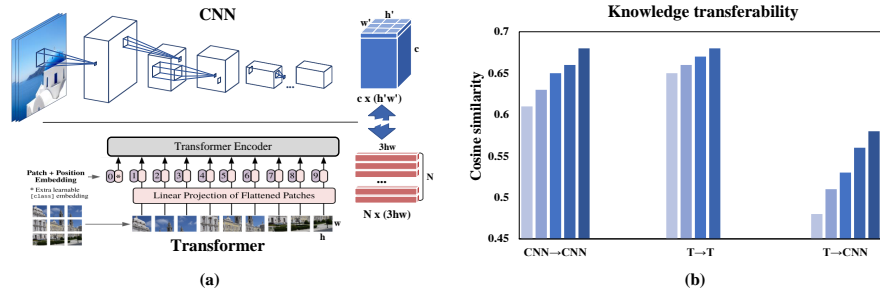 CNN
w'
h'
c
c x (h'w')
Transformer Encoder
Patch + Position
Embedding
* Extra learnable
[class] embedding
0 * 1 2 3 4 5 6 7 8 9
Linear Projection of Flattened Patches
w
h
Transformer
3hw
...
N
N x (3hw)
...
(a)
Knowledge transferability
Cosine similarity
0.7
0.65
0.6
0.55
0.5
0.45
CNN→CNN
T→T
T→CNN
(b)